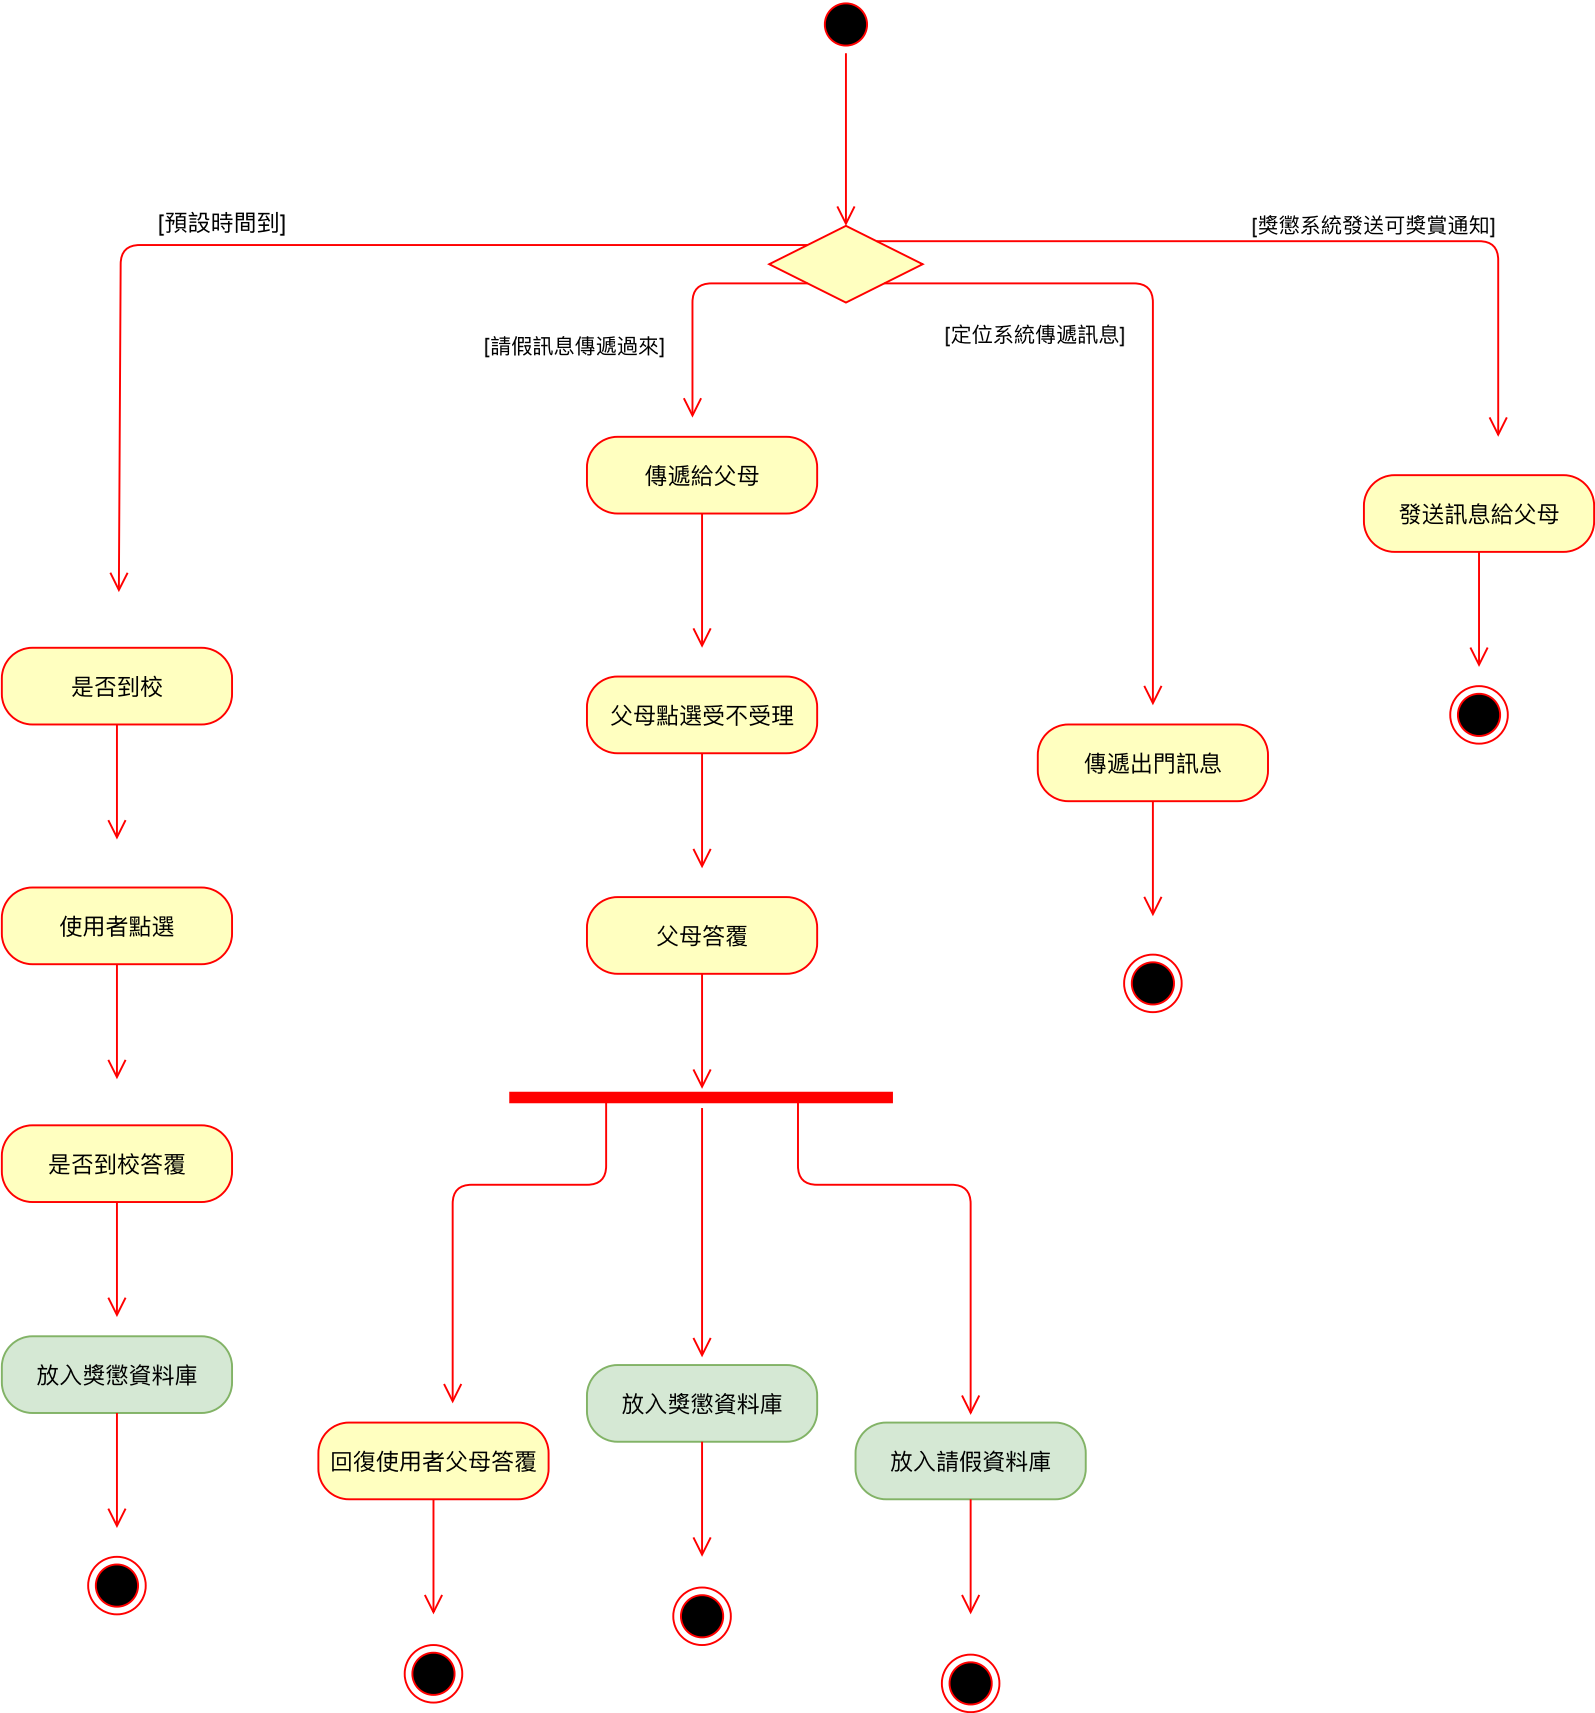 [預設時間到]
[獎懲系統發送可獎賞通知]
[請假訊息傳遞過來]
[定位系統傳遞訊息]
傳遞給父母
發送訊息給父母
是否到校
父母點選受不受理
傳遞出門訊息
使用者點選
父母答覆
是否到校答覆
放入獎懲資料庫
放入獎懲資料庫
回復使用者父母答覆
放入請假資料庫